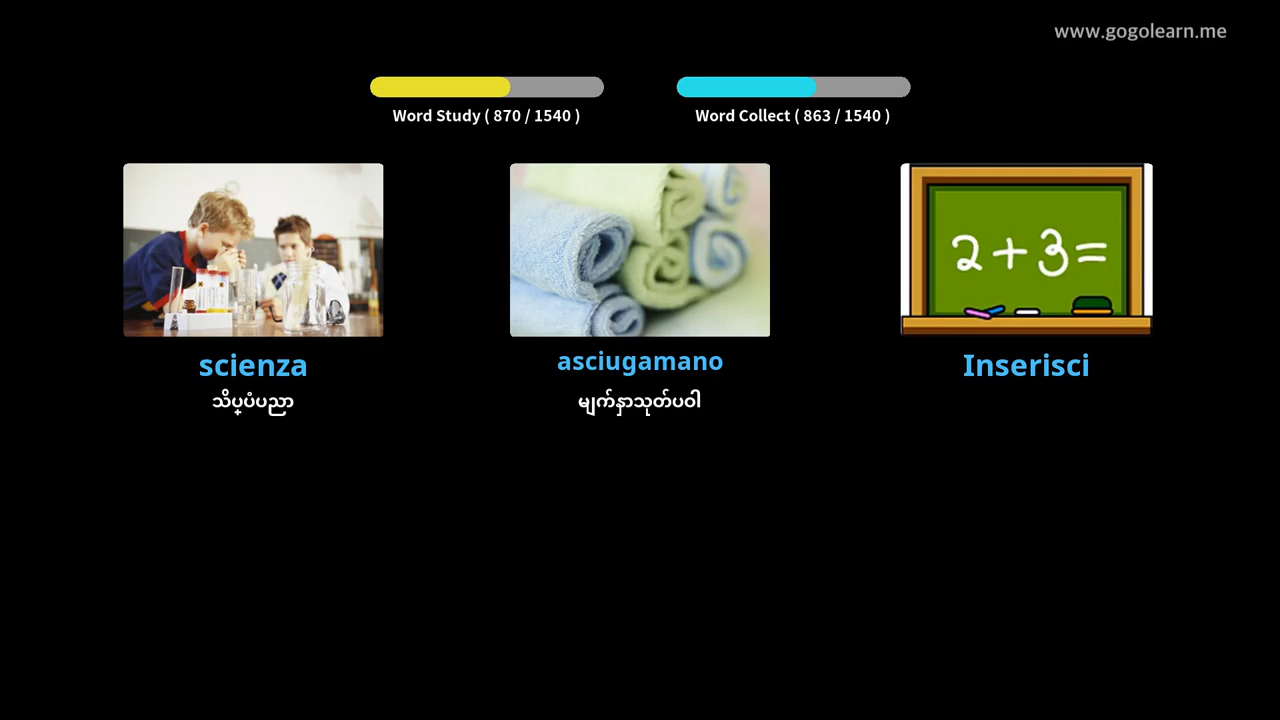 www.gogolearn.me
Word Study ( 870 / 1540 )
Word Collect ( 863 / 1540 )
2+3=
scienza
asciugamano
Inserisci
သိပ္ပံပညာ
မျက်နှာသုတ်ပဝါ